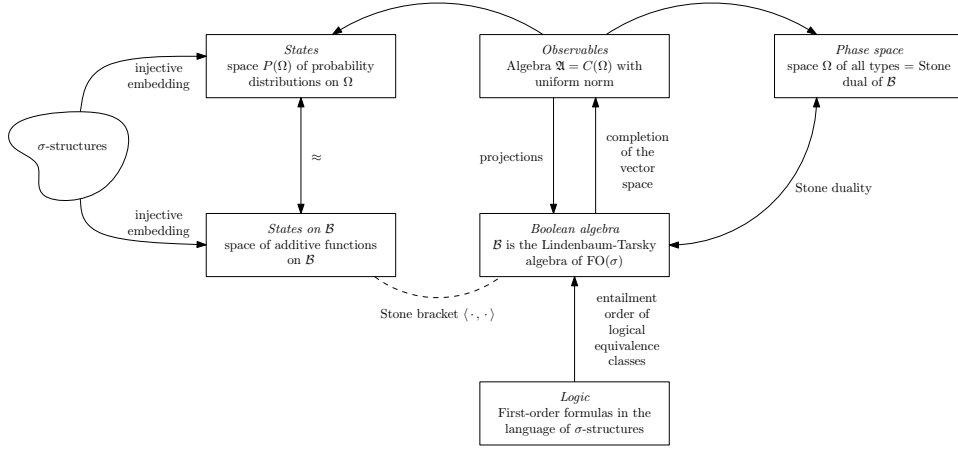 States
space P(Ω) of probability
distributions on Ω
Observables
Algebra 𝔄 = C(Ω) with
uniform norm
Phase space
space Ω of all types = Stone
dual of ℬ
injective
embedding
σ-structures
≈
projections
completion
of the
vector
space
Stone duality
injective
embedding
States on ℬ
space of additive functions
on ℬ
Boolean algebra
ℬ is the Lindenbaum-Tarsky
algebra of FO(σ)
Stone bracket ⟨ · , · ⟩
entailment
order of
logical
equivalence
classes
Logic
First-order formulas in the
language of σ-structures